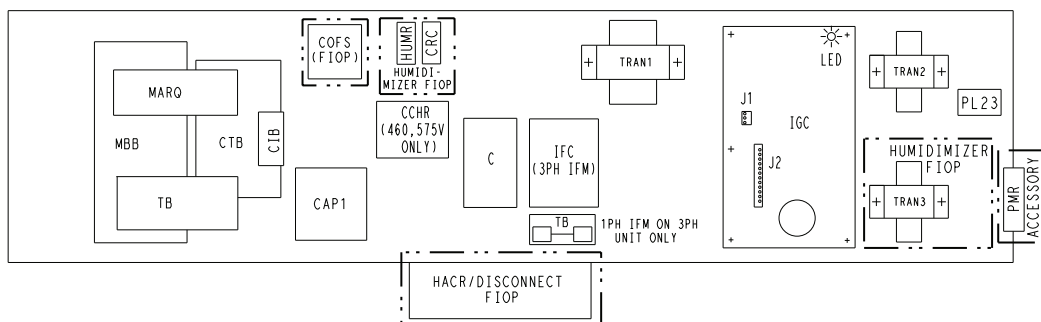 COFS
(FIOP)
HUMR
CRC
HUMIDI-
MIZER FIOP
TRAN1
LED
TRAN2
MARQ
CCHR
(460,575V
ONLY)
J1
PL23
MBB
CTB
CIB
C
IFC
(3PH IFM)
IGC
J2
HUMIDIMIZER
FIOP
TB
CAP1
TRAN3
PMR
ACCESSORY
TB
1PH IFM ON 3PH
UNIT ONLY
HACR/DISCONNECT
FIOP